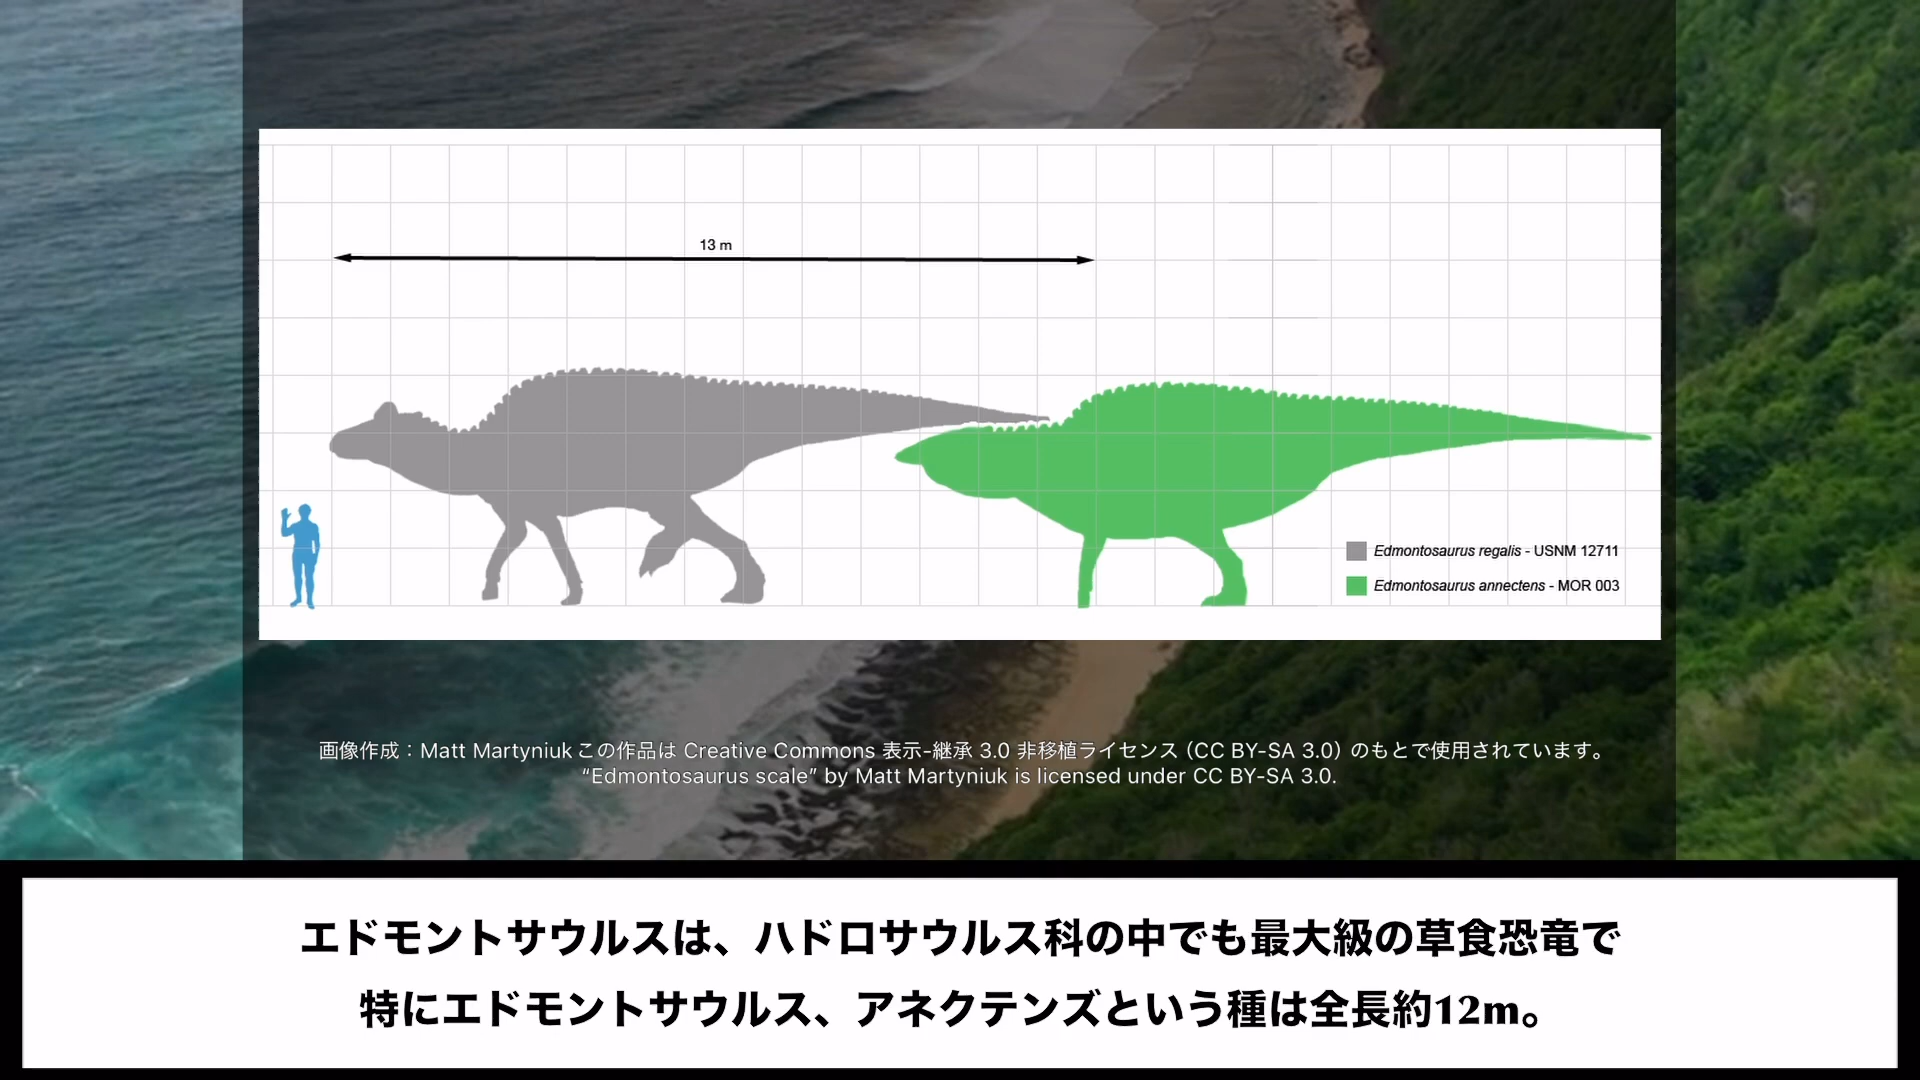 13 m
Edmontosaurus regalis - USNM 12711
Edmontosaurus annectens - MOR 003
画像作成：Matt Martyniuk この作品は Creative Commons 表示-継承 3.0 非移植ライセンス（CC BY-SA 3.0）のもとで使用されています。
“Edmontosaurus scale” by Matt Martyniuk is licensed under CC BY-SA 3.0.
エドモントサウルスは、ハドロサウルス科の中でも最大級の草食恐竜で
特にエドモントサウルス、アネクテンズという種は全長約12m。